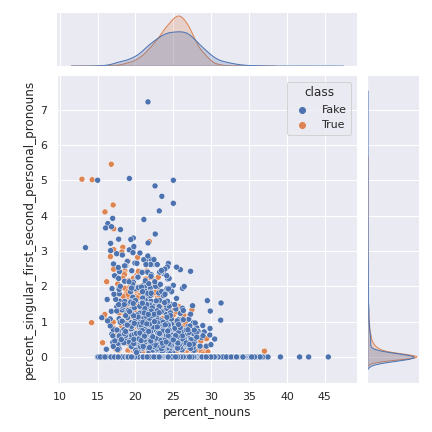 percent_singular_first_second_personal_pronouns
7
6
5
4
3
2
1
0
class
Fake
True
10 15 20 25 30 35 40 45
percent_nouns